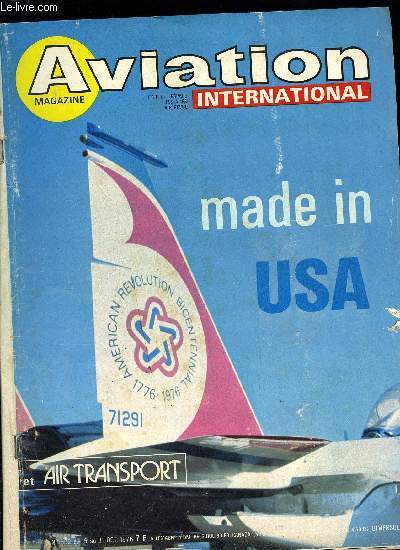 Le-livre.com
Aviation
MAGAZINE
INTERNATIONAL
made in
USA
AMERICAN REVOLUTION BICENTENNIAL
1776-1976
71291
et AIR TRANSPORT